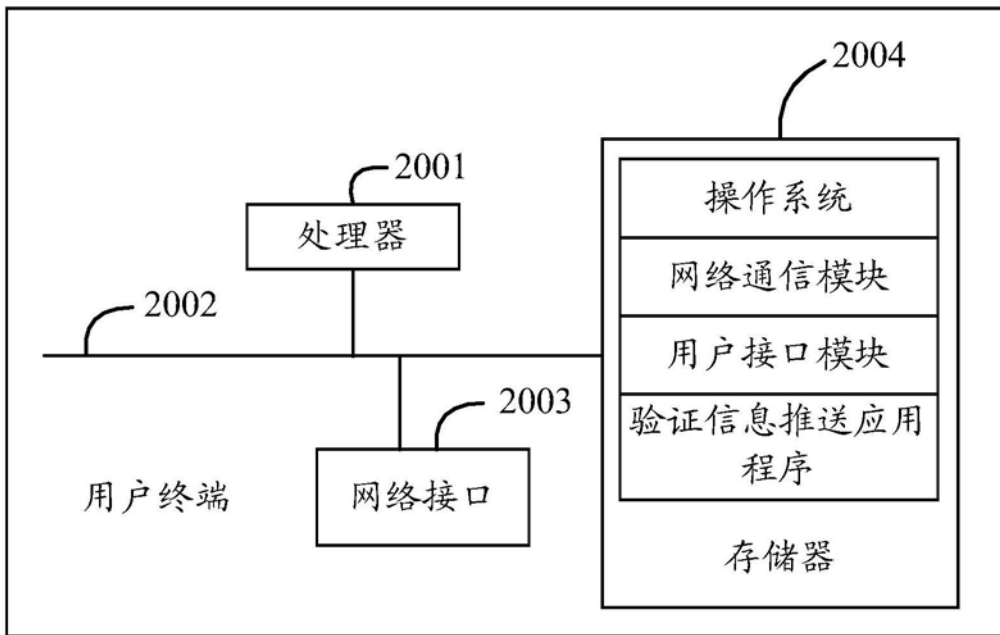 2004
2001
操作系统
处理器
网络通信模块
2002
用户接口模块
2003
验证信息推送应用
程序
用户终端
网络接口
存储器